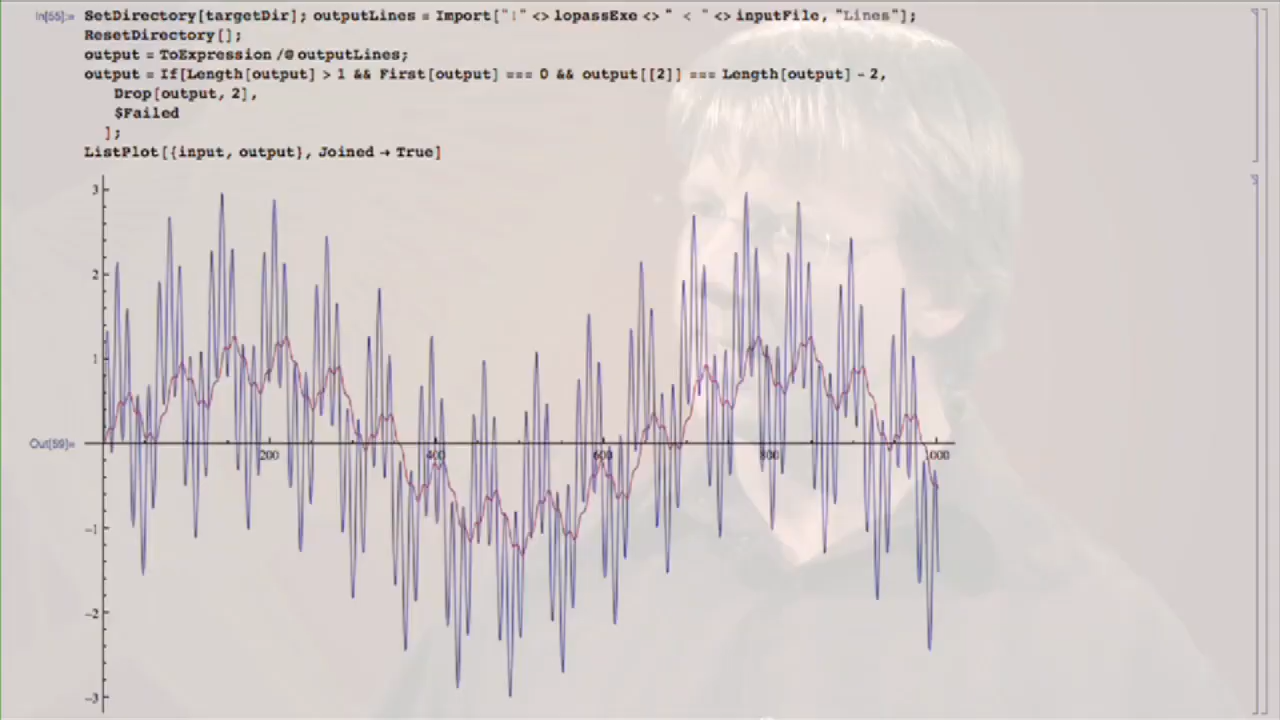 In[55]:= SetDirectory[targetDir]; outputLines = Import["!" <> lopassExe <> " < " <> inputFile, "Lines"];
ResetDirectory[];
output = ToExpression /@ outputLines;
output = If[Length[output] > 1 && First[output] === 0 && output[[2]] === Length[output] - 2,
Drop[output, 2],
$Failed
];
ListPlot[{input, output}, Joined → True]
3
2
1
Out[59]=
200 400 600 800 1000
-1
-2
-3